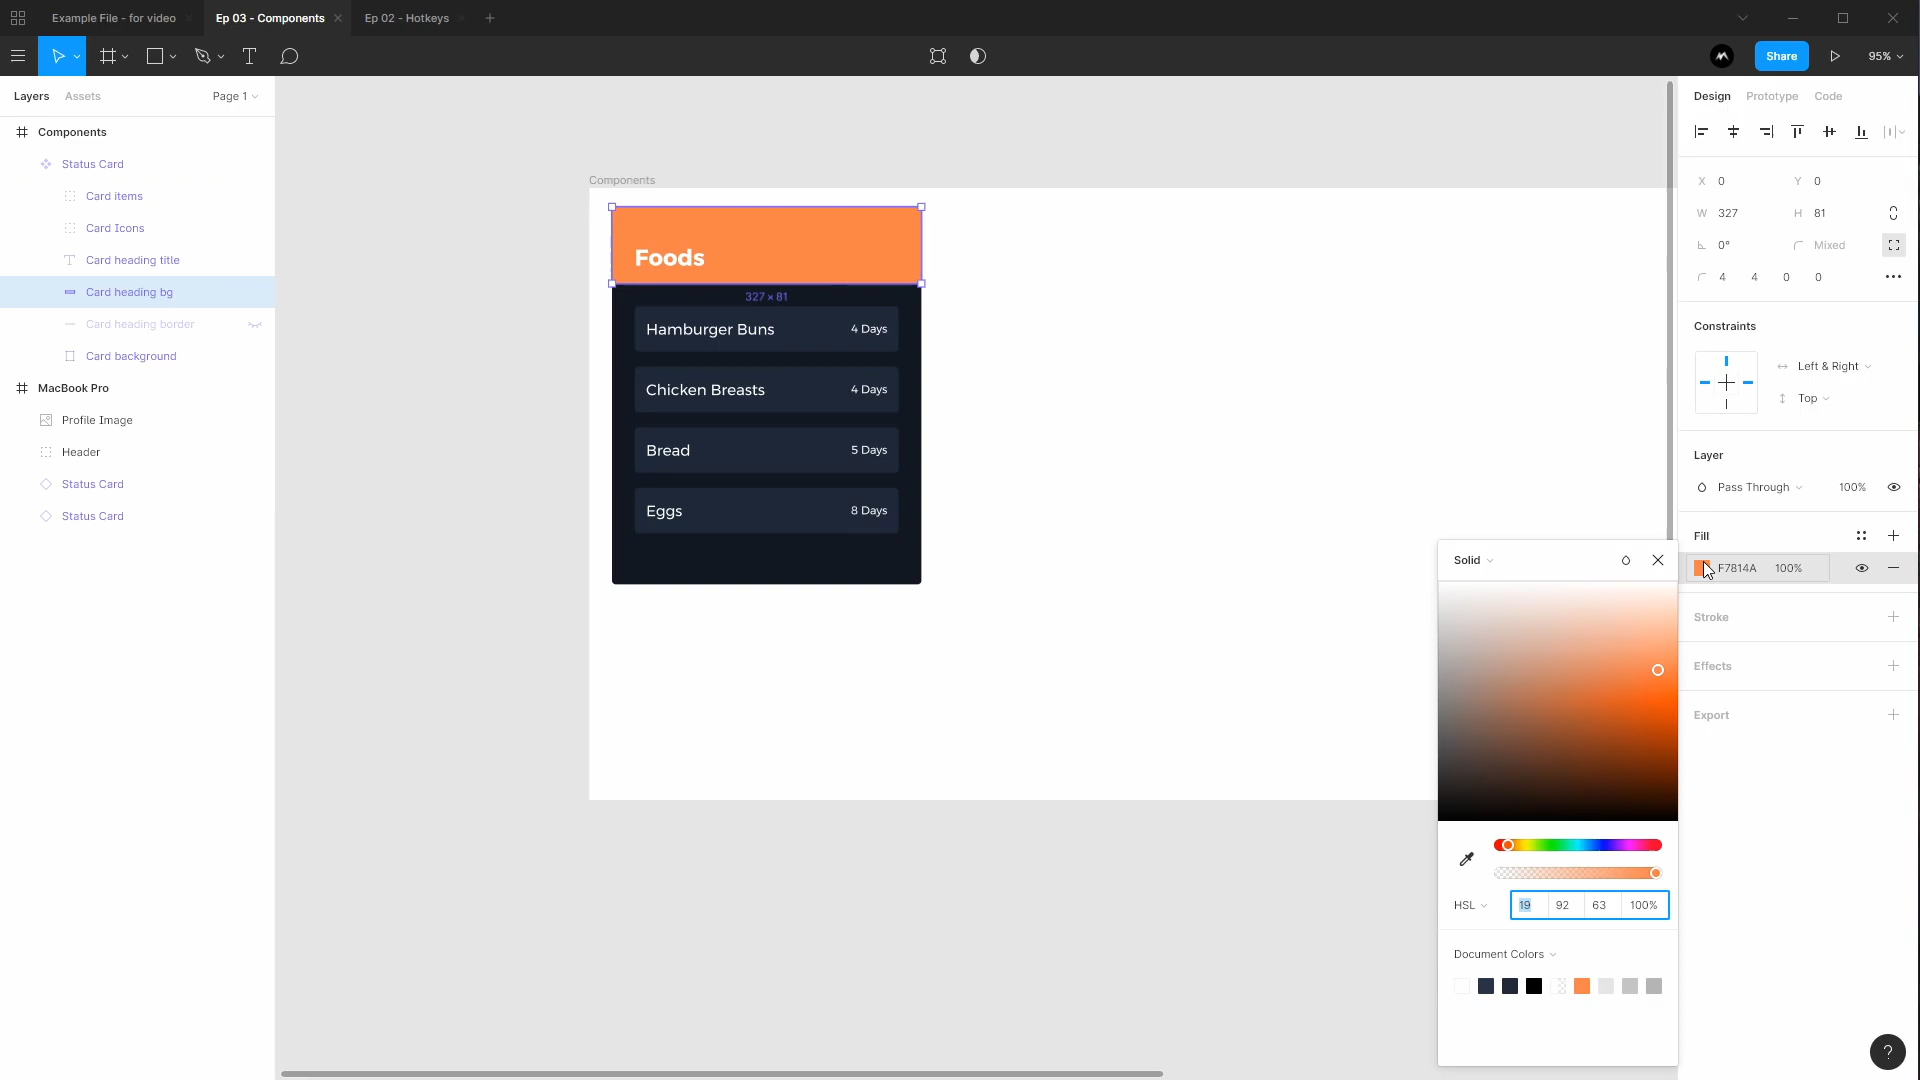 Example File - for video
Ep 03 - Components
Ep 02 - Hotkeys
Share
95%
Layers
Assets
Page 1
Components
Status Card
Card items
Card Icons
Card heading title
Card heading bg
Card heading border
Card background
MacBook Pro
Profile Image
Header
Status Card
Status Card
Components
Foods
327 × 81
Hamburger Buns 4 Days
Chicken Breasts 4 Days
Bread 5 Days
Eggs 8 Days
Design Prototype Code
X 0 Y 0
W 327 H 81
0° Mixed
4 4 0 0
Constraints
Left & Right
Top
Layer
Pass Through 100%
Fill
F7814A 100%
Stroke
Effects
Export
Solid
HSL 19 92 63 100%
Document Colors
?